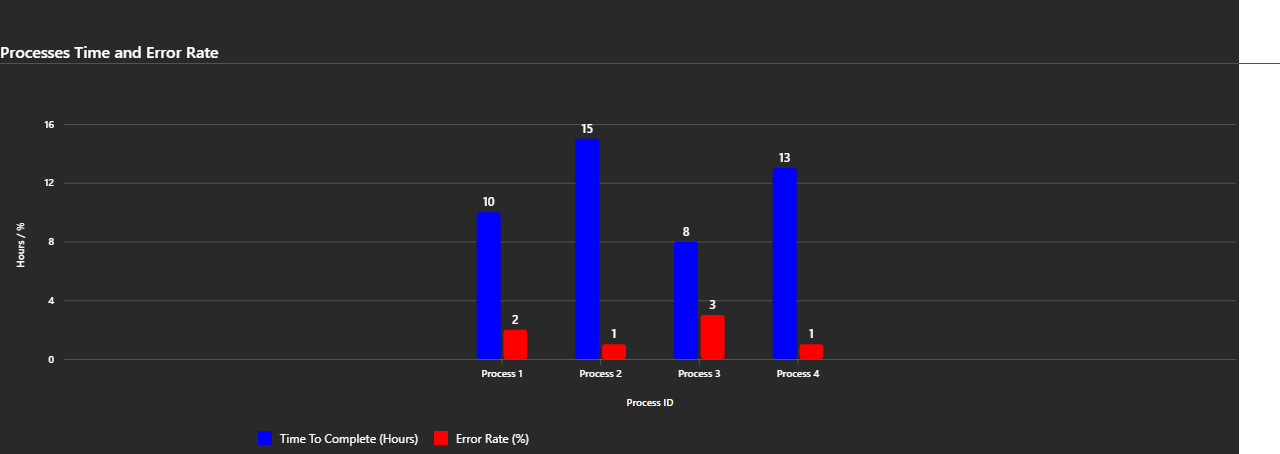 Processes Time and Error Rate
16
15
13
12
10
8
8
Hours / %
4
3
2
1
1
0
Process 1
Process 2
Process 3
Process 4
Process ID
Time To Complete (Hours)
Error Rate (%)